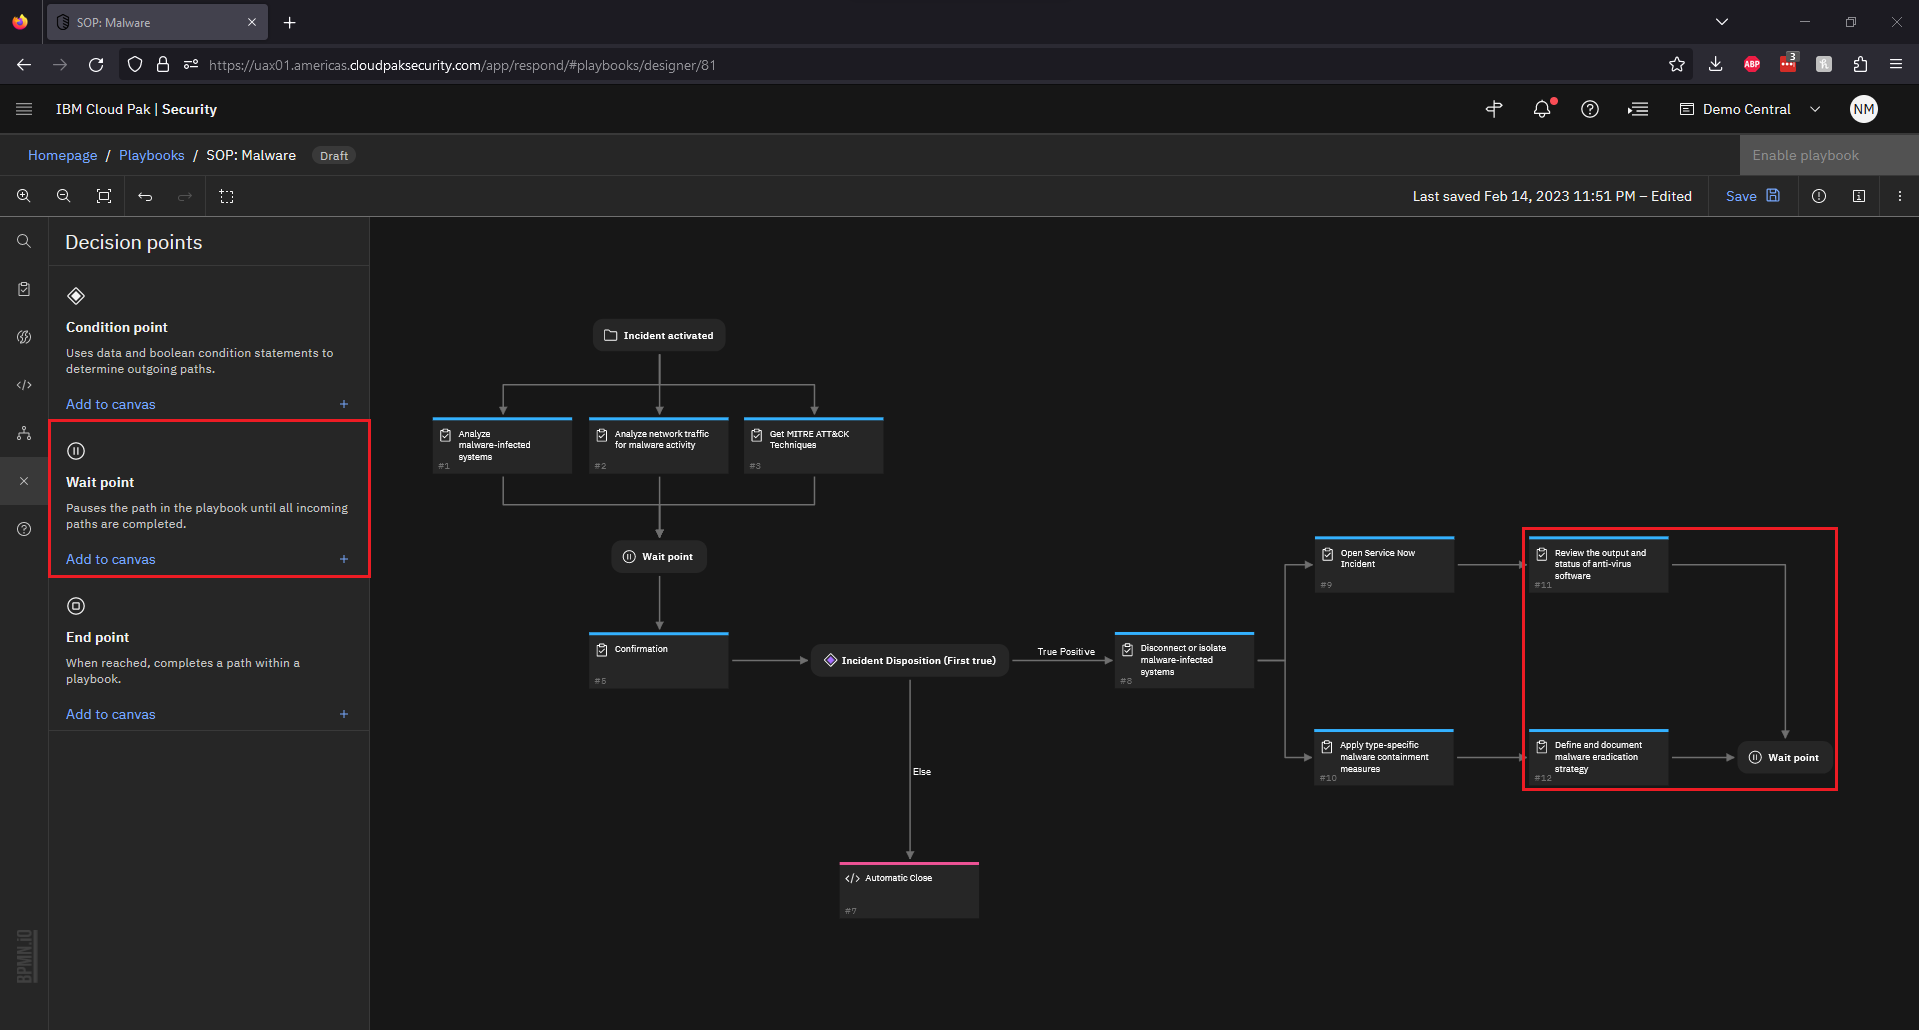 SOP: Malware
https://uax01.americas.cloudpaksecurity.com/app/respond/#playbooks/designer/81
ABP
3
IBM Cloud Pak | Security
Demo Central
NM
Homepage / Playbooks / SOP: Malware
Draft
Enable playbook
Last saved Feb 14, 2023 11:51 PM – Edited
Save
Decision points
Condition point
Uses data and boolean condition statements to
determine outgoing paths.
Add to canvas +
Wait point
Pauses the path in the playbook until all incoming
paths are completed.
Add to canvas +
End point
When reached, completes a path within a
playbook.
Add to canvas +
BPMN.iO
Incident activated
Analyze
malware-infected
systems
#1
Analyze network traffic
for malware activity
#2
Get MITRE ATT&CK
Techniques
#3
Wait point
Confirmation
#5
Incident Disposition (First true)
True Positive
Else
Automatic Close
#7
Disconnect or isolate
malware-infected
systems
#8
Open Service Now
Incident
#9
Review the output and
status of anti-virus
software
#11
Apply type-specific
malware containment
measures
#10
Define and document
malware eradication
strategy
#12
Wait point